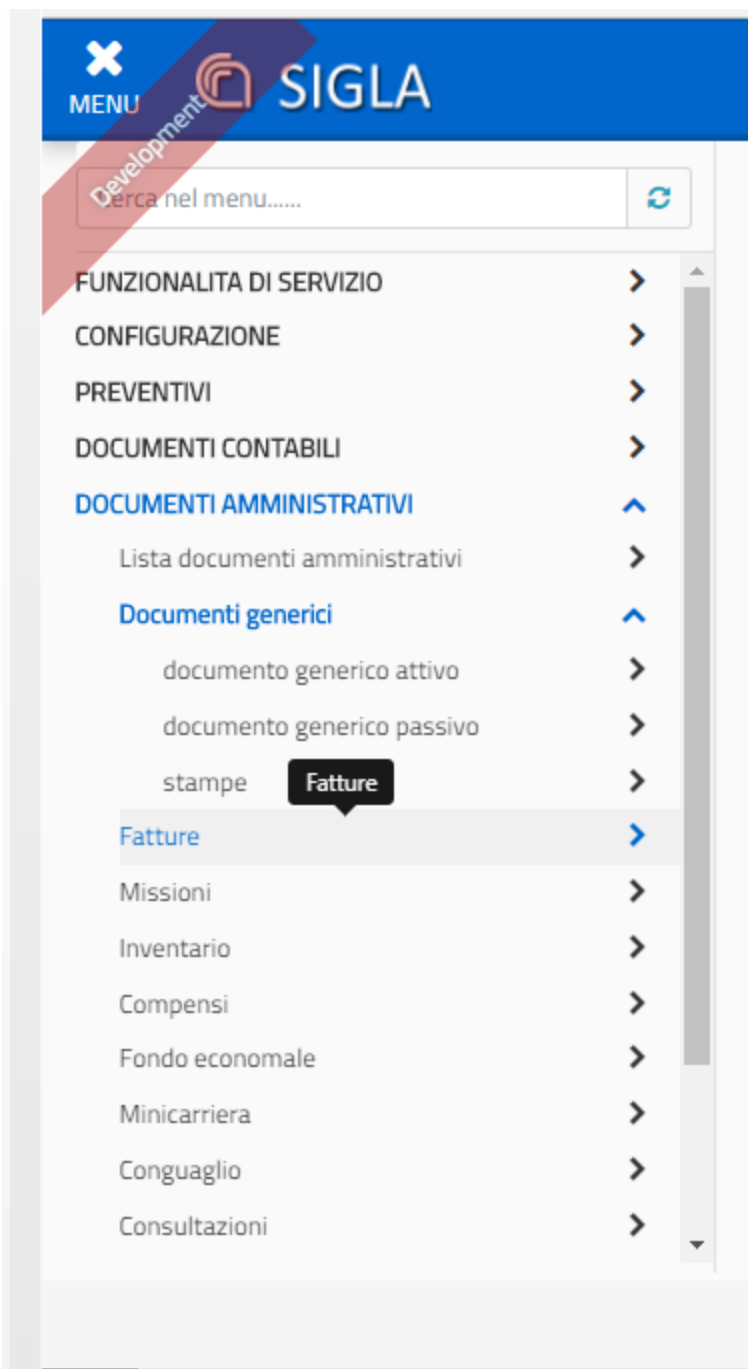 MENU
SIGLA
Development
Cerca nel menu......
FUNZIONALITA DI SERVIZIO
CONFIGURAZIONE
PREVENTIVI
DOCUMENTI CONTABILI
DOCUMENTI AMMINISTRATIVI
Lista documenti amministrativi
Documenti generici
documento generico attivo
documento generico passivo
stampe
Fatture
Fatture
Missioni
Inventario
Compensi
Fondo economale
Minicarriera
Conguaglio
Consultazioni